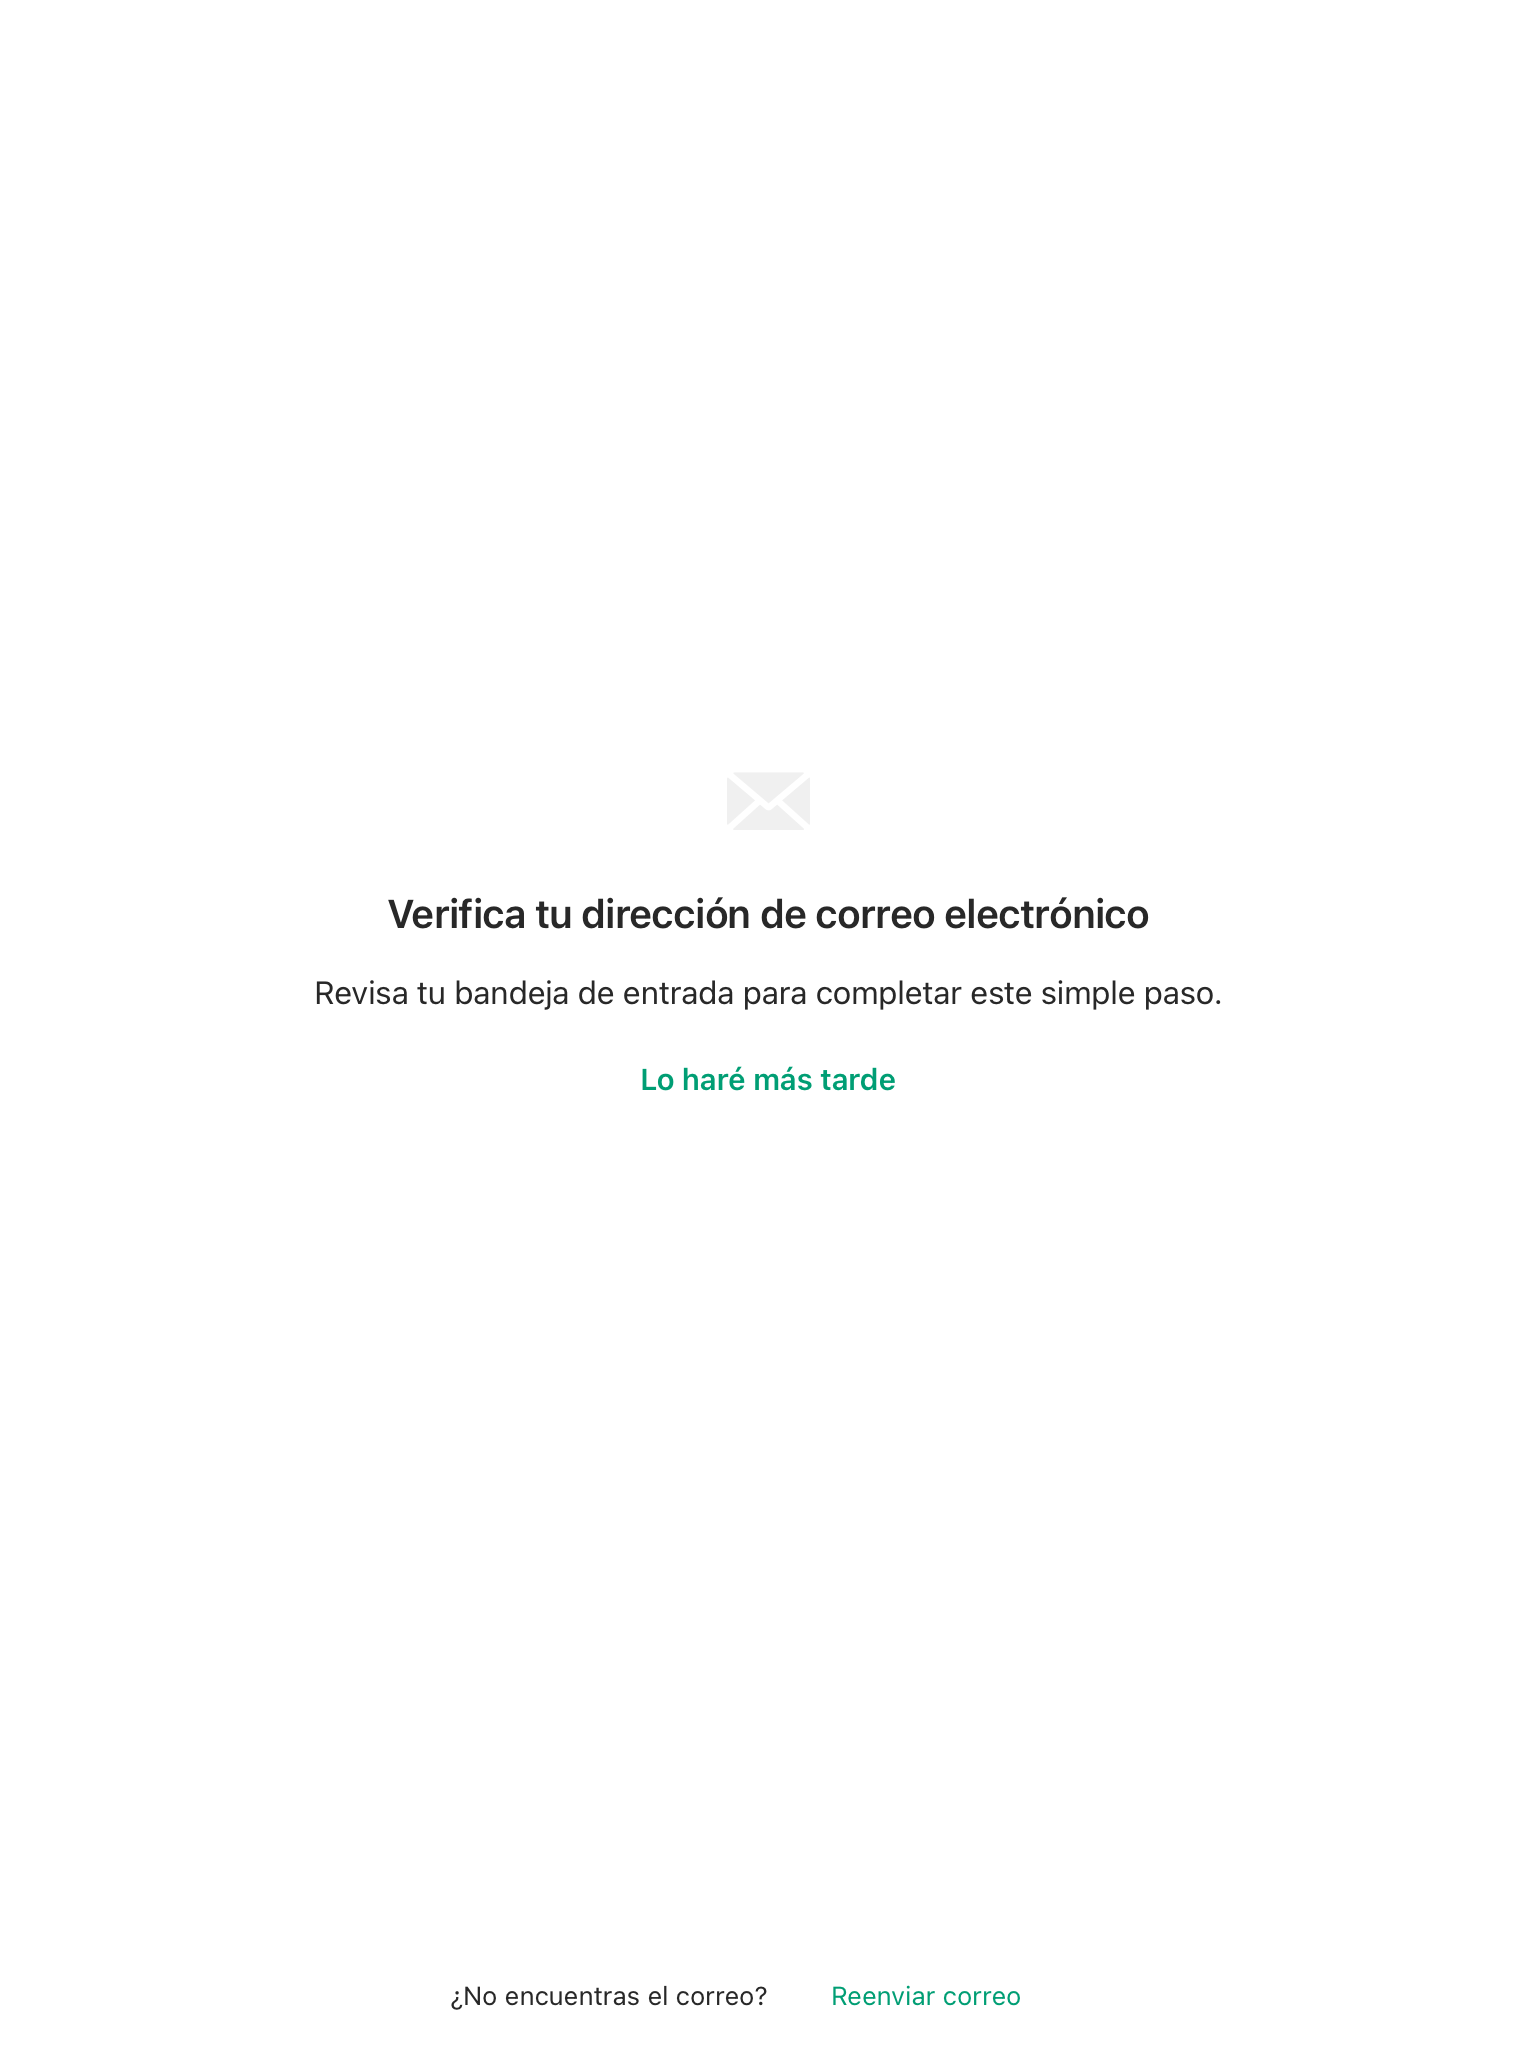 Verifica tu dirección de correo electrónico
Revisa tu bandeja de entrada para completar este simple paso.
Lo haré más tarde
¿No encuentras el correo? Reenviar correo